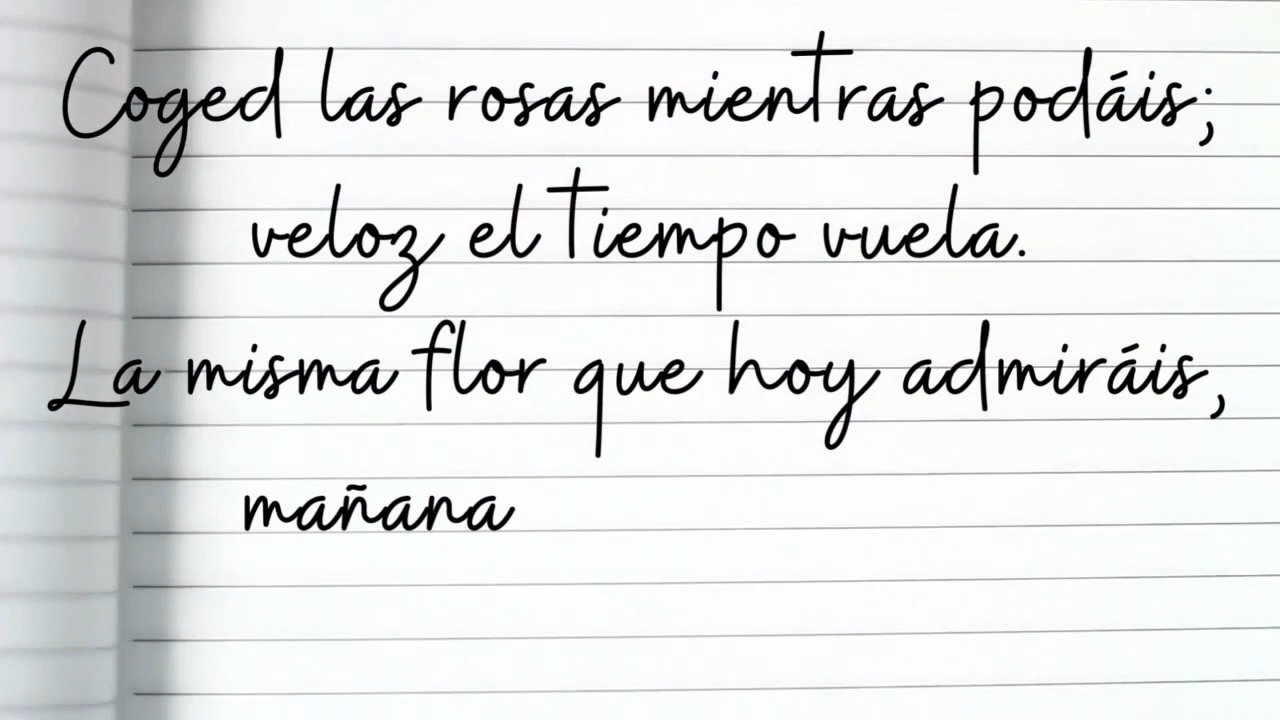 Coged las rosas mientras podáis;
veloz el tiempo vuela.
La misma flor que hoy admiráis,
mañana